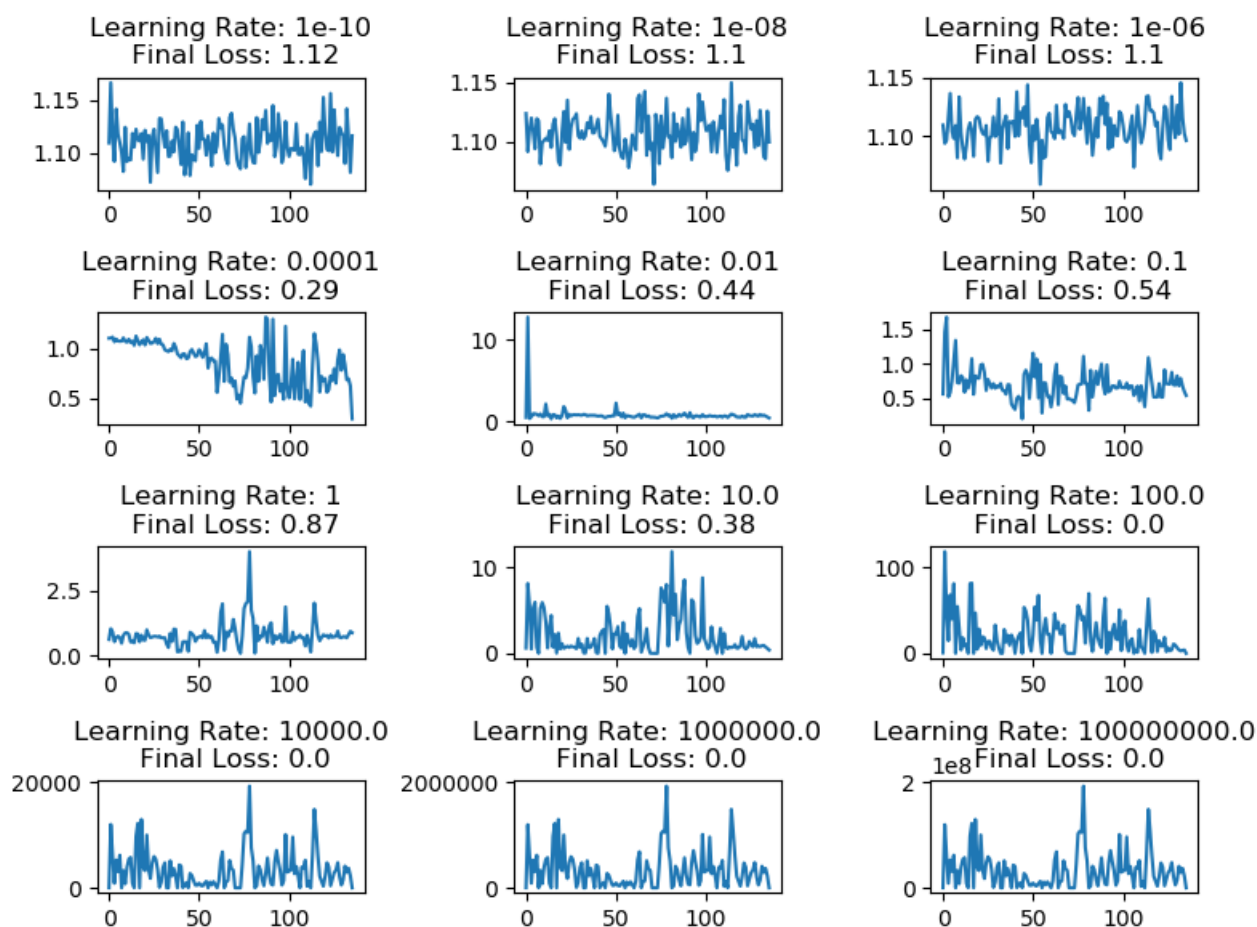 Learning Rate: 1e-10
Final Loss: 1.12
1.15
1.10
0 50 100
Learning Rate: 1e-08
Final Loss: 1.1
1.15
1.10
0 50 100
Learning Rate: 1e-06
Final Loss: 1.1
1.15
1.10
0 50 100
Learning Rate: 0.0001
Final Loss: 0.29
1.0
0.5
0 50 100
Learning Rate: 0.01
Final Loss: 0.44
10
0
0 50 100
Learning Rate: 0.1
Final Loss: 0.54
1.5
1.0
0.5
0 50 100
Learning Rate: 1
Final Loss: 0.87
2.5
0.0
0 50 100
Learning Rate: 10.0
Final Loss: 0.38
10
0
0 50 100
Learning Rate: 100.0
Final Loss: 0.0
100
0
0 50 100
Learning Rate: 10000.0
Final Loss: 0.0
20000
0
0 50 100
Learning Rate: 1000000.0
Final Loss: 0.0
2000000
0
0 50 100
Learning Rate: 100000000.0
Final Loss: 0.0
1e8
2
0
0 50 100